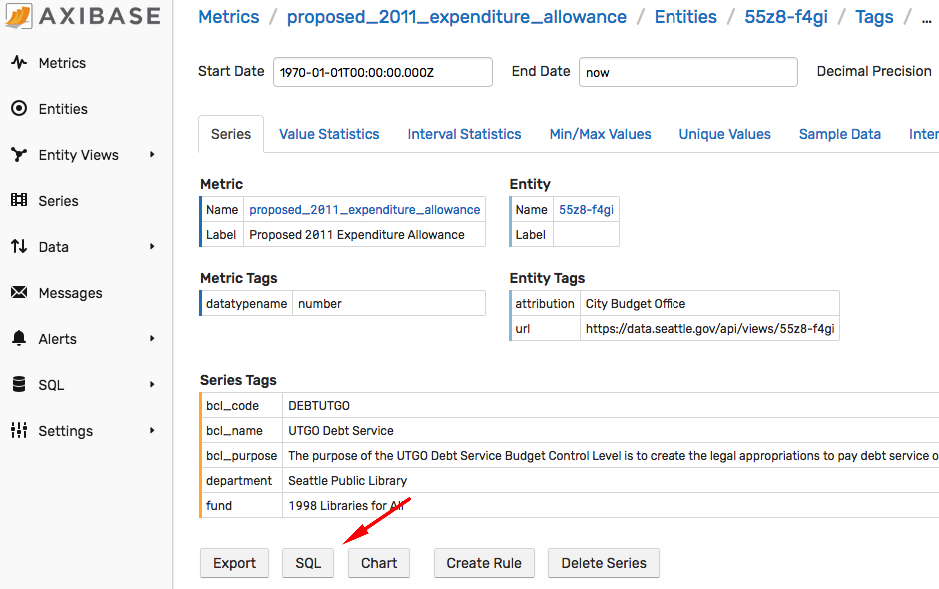 AXIBASE
Metrics / proposed_2011_expenditure_allowance / Entities / 55z8-f4gi / Tags / ...
Metrics
Entities
Entity Views
Series
Data
Messages
Alerts
SQL
Settings
Start Date 1970-01-01T00:00:00.000Z End Date now Decimal Precision
Series Value Statistics Interval Statistics Min/Max Values Unique Values Sample Data Inter
Metric
Name proposed_2011_expenditure_allowance
Label Proposed 2011 Expenditure Allowance
Entity
Name 55z8-f4gi
Label
Metric Tags
datatypename number
Entity Tags
attribution City Budget Office
url https://data.seattle.gov/api/views/55z8-f4gi
Series Tags
bcl_code DEBTUTGO
bcl_name UTGO Debt Service
bcl_purpose The purpose of the UTGO Debt Service Budget Control Level is to create the legal appropriations to pay debt service o
department Seattle Public Library
fund 1998 Libraries for All
Export SQL Chart Create Rule Delete Series